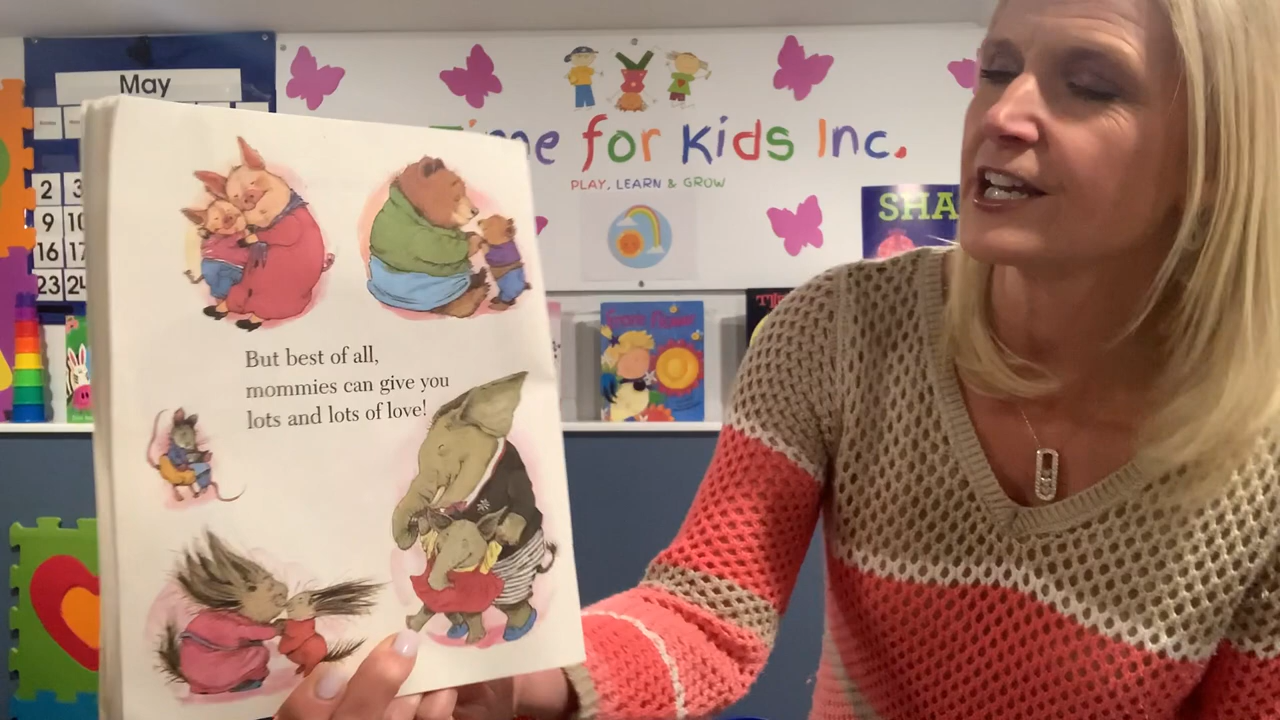 May
2 3
9 10
16 17
23 24
ime for Kids Inc.
PLAY, LEARN & GROW
SHA
But best of all,
mommies can give you
lots and lots of love!